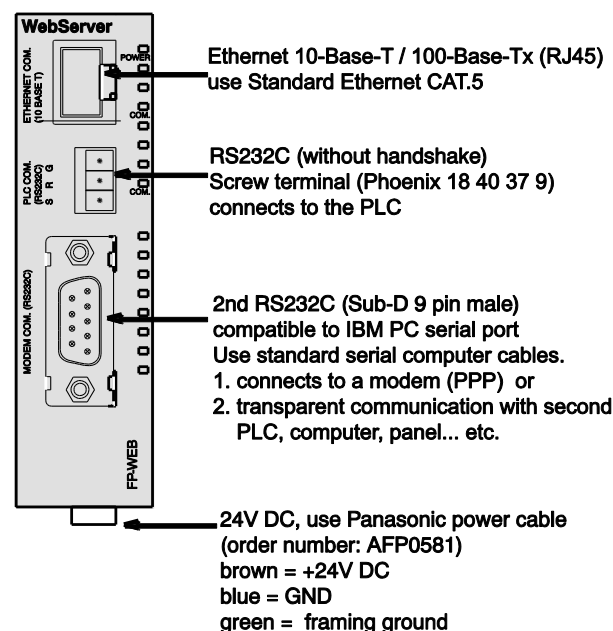 WebServer
ETHERNET COM.
(10 BASE T)
POWER
COM.
Ethernet 10-Base-T / 100-Base-Tx (RJ45)
use Standard Ethernet CAT.5
PLC COM.
(RS232C)
S R G
COM.
RS232C (without handshake)
Screw terminal (Phoenix 18 40 37 9)
connects to the PLC
MODEM COM. (RS232C)
2nd RS232C (Sub-D 9 pin male)
compatible to IBM PC serial port
Use standard serial computer cables.
1. connects to a modem (PPP) or
2. transparent communication with second
PLC, computer, panel... etc.
FP-WEB
24V DC, use Panasonic power cable
(order number: AFP0581)
brown = +24V DC
blue = GND
green = framing ground